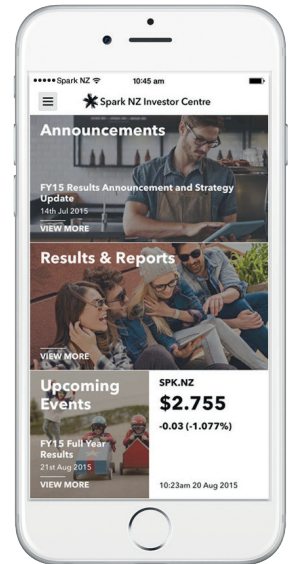 Spark NZ
10:45 am
Spark NZ Investor Centre
Announcements
FY15 Results Announcement and Strategy
Update
14th Jul 2015
VIEW MORE
Results & Reports
VIEW MORE
Upcoming
Events
FY15 Full Year
Results
21st Aug 2015
VIEW MORE
SPK.NZ
$2.755
-0.03 (-1.077%)
10:23am 20 Aug 2015